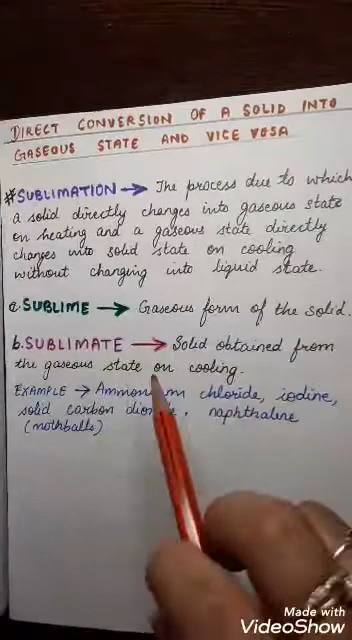 DIRECT CONVERSION OF A SOLID INTO
GASEOUS STATE AND VICE VERSA
#SUBLIMATION → The process due to which
a solid directly changes into gaseous state
on heating and a gaseous state directly
changes into solid state on cooling
without changing into liquid state.
a. SUBLIME → Gaseous form of the solid.
b. SUBLIMATE → Solid obtained from
the gaseous state on cooling.
EXAMPLE → Ammonium chloride, iodine,
solid carbon dioxide, naphthalene
(mothballs)
Made with
VideoShow